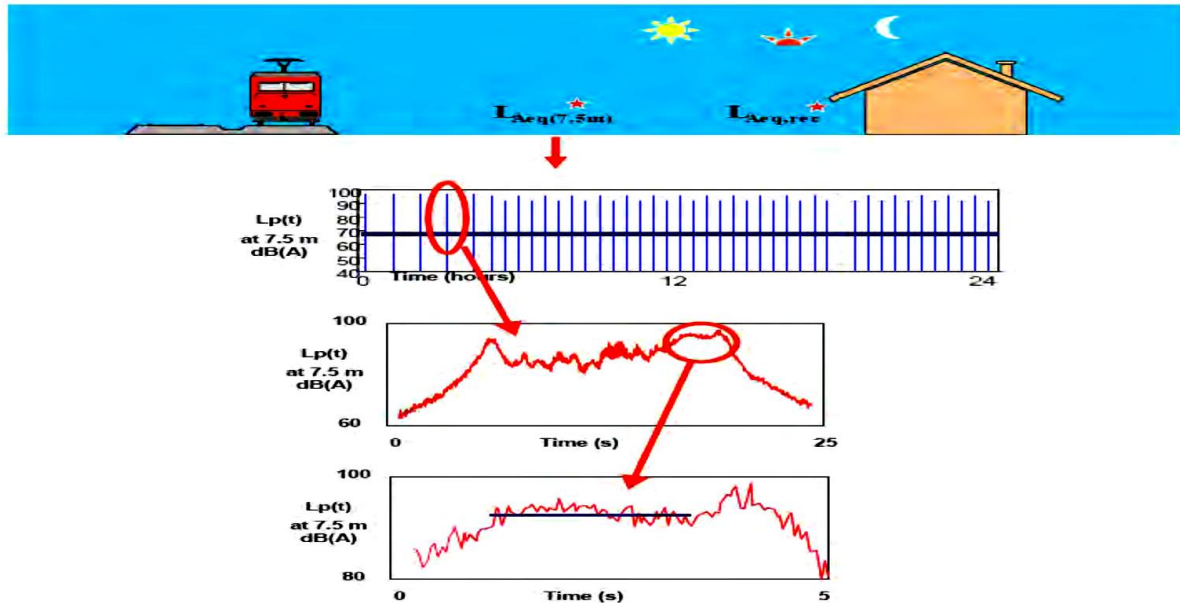 LAeq(7.5m) LAeq,rec
100
90
80
70
60
50
40
Lp(t)
at 7.5 m
dB(A)
0 Time (hours) 12 24
100
Lp(t)
at 7.5 m
dB(A)
60
0 Time (s) 25
100
Lp(t)
at 7.5 m
dB(A)
80
0 Time (s) 5